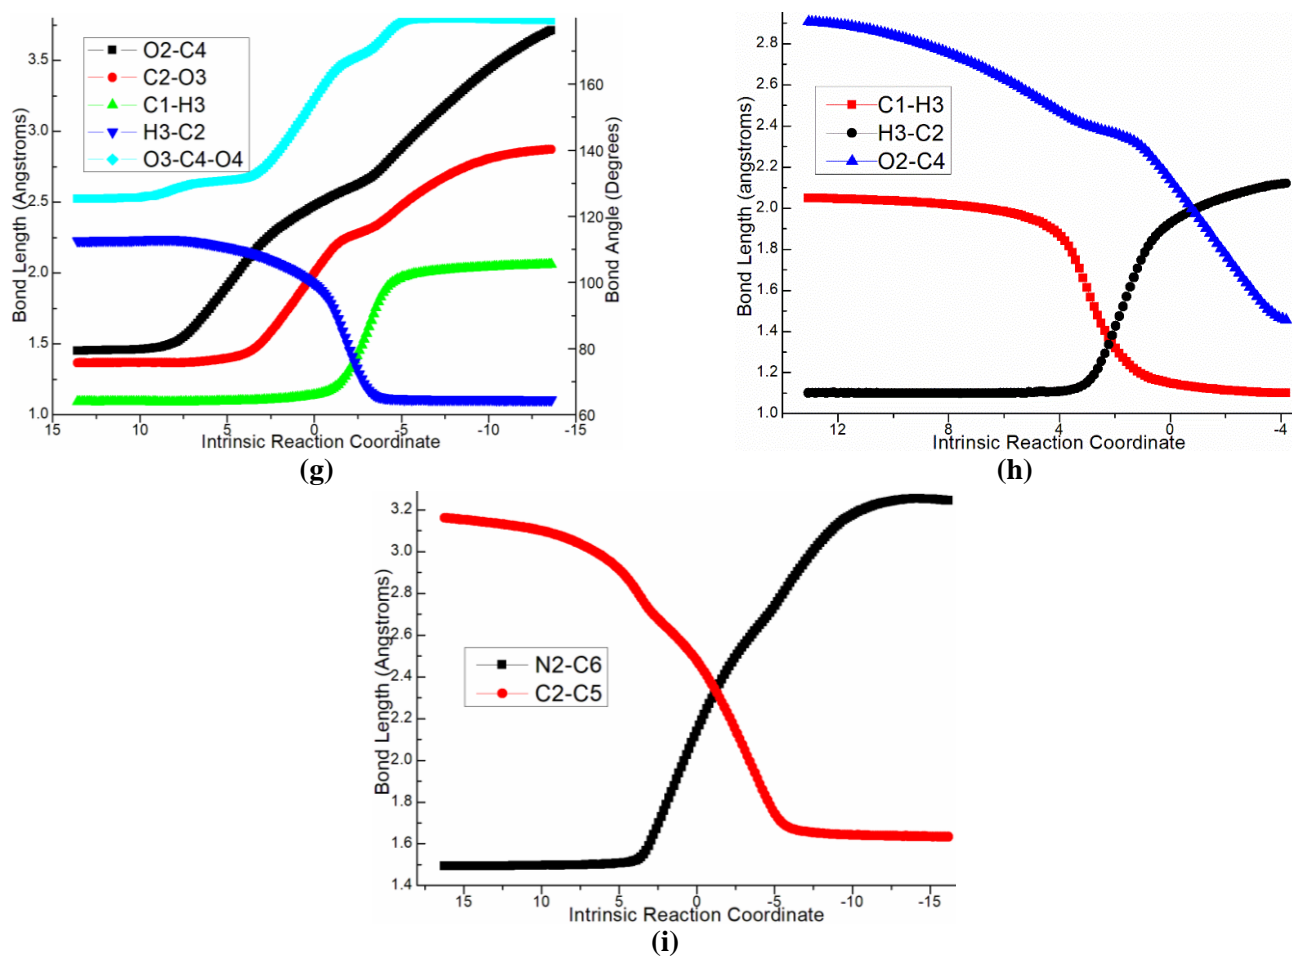 O2-C4
C2-O3
C1-H3
H3-C2
O3-C4-O4
3.5
3.0
2.5
2.0
1.5
1.0
Bond Length (Angstroms)
160
140
120
100
80
60
Bond Angle (Degrees)
15 10 5 0 -5 -10 -15
Intrinsic Reaction Coordinate
(g)
C1-H3
H3-C2
O2-C4
2.8
2.6
2.4
2.2
2.0
1.8
1.6
1.4
1.2
1.0
Bond Length (angstroms)
12 8 4 0 -4
Intrinsic Reaction Coordinate
(h)
N2-C6
C2-C5
3.2
3.0
2.8
2.6
2.4
2.2
2.0
1.8
1.6
1.4
Bond Length (Angstroms)
15 10 5 0 -5 -10 -15
Intrinsic Reaction Coordinate
(i)